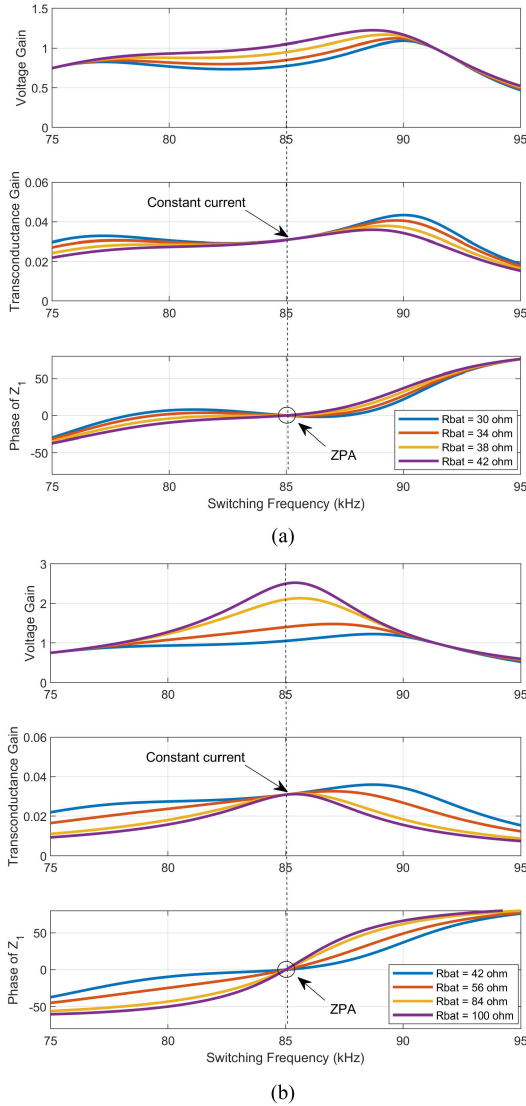 1.5
1
0.5
0
Voltage Gain
75 80 85 90 95
0.06
0.04
0.02
0
Transconductance Gain
Constant current
75 80 85 90 95
50
0
-50
Phase of Z1
ZPA
Rbat = 30 ohm
Rbat = 34 ohm
Rbat = 38 ohm
Rbat = 42 ohm
75 80 85 90 95
Switching Frequency (kHz)
(a)
3
2
1
0
Voltage Gain
75 80 85 90 95
0.06
0.04
0.02
0
Transconductance Gain
Constant current
75 80 85 90 95
50
0
-50
Phase of Z1
ZPA
Rbat = 42 ohm
Rbat = 56 ohm
Rbat = 84 ohm
Rbat = 100 ohm
75 80 85 90 95
Switching Frequency (kHz)
(b)